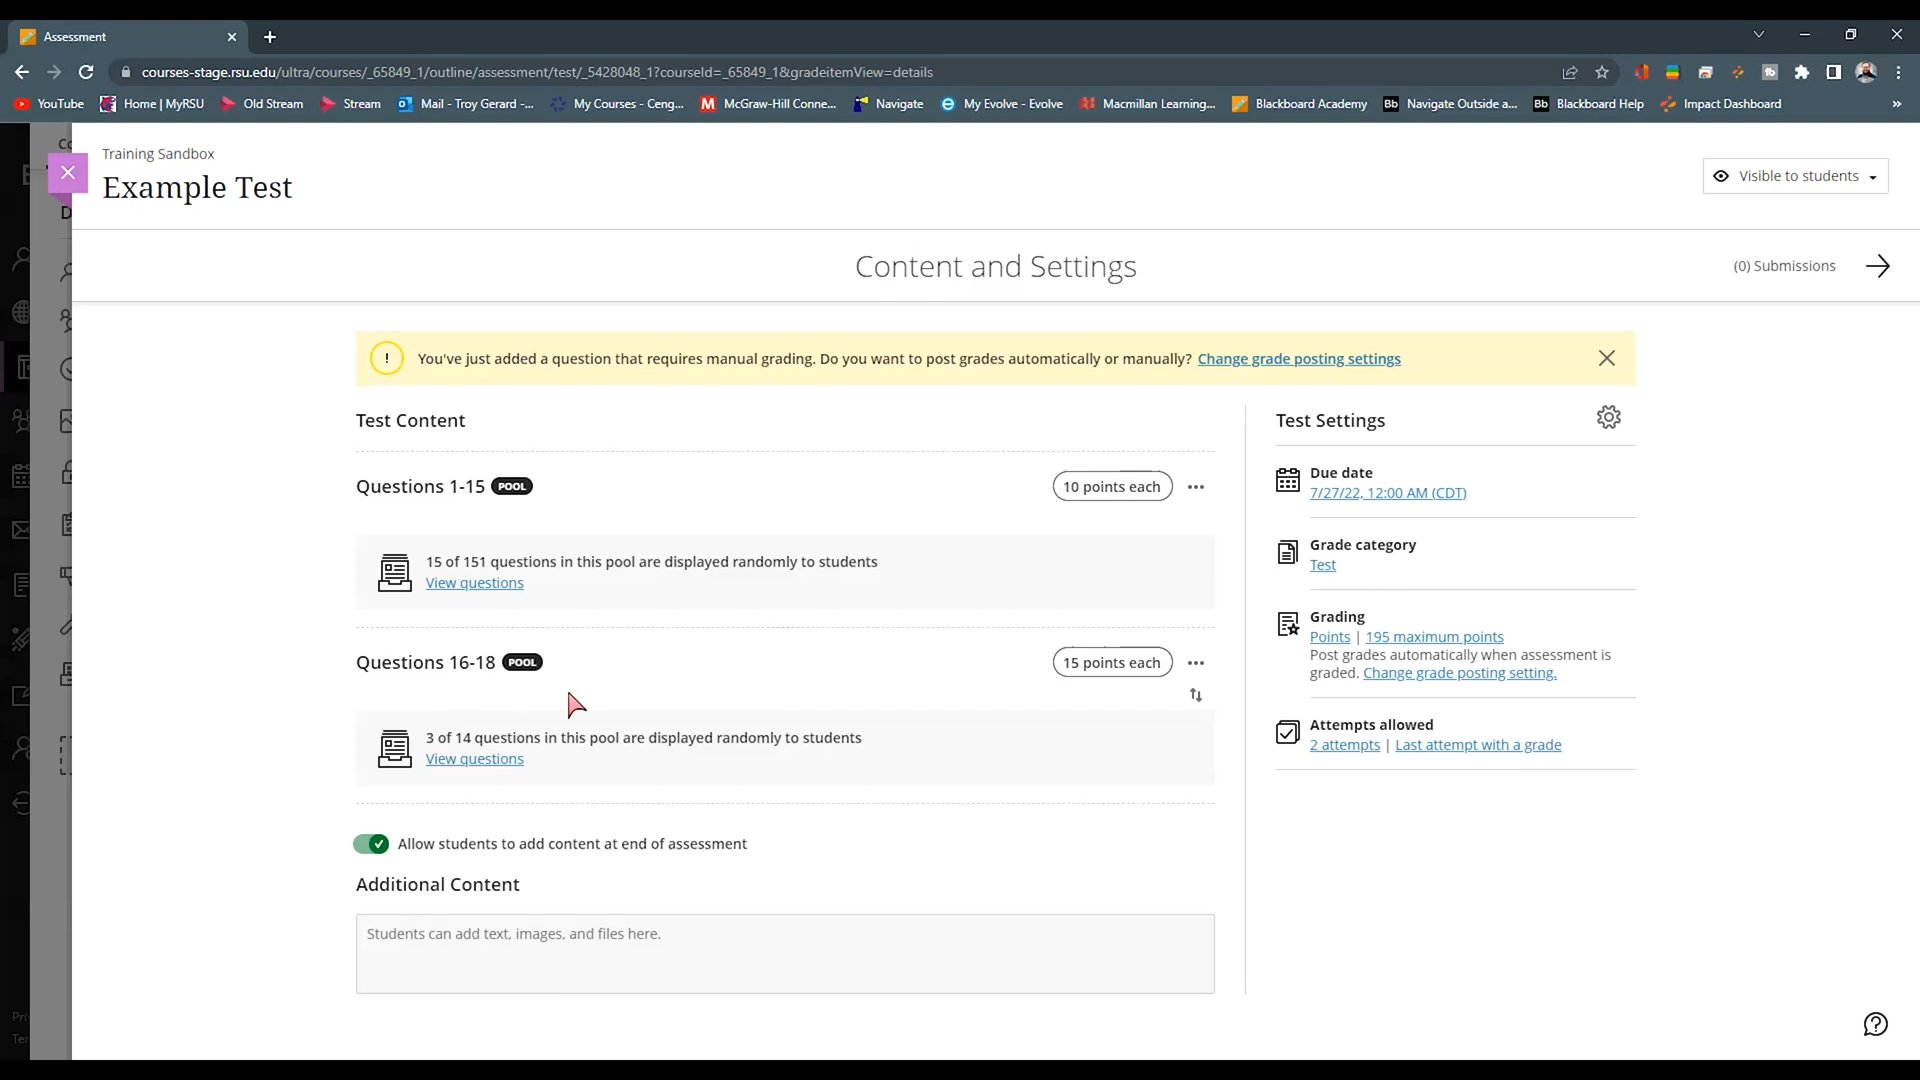 Assessment
courses-stage.rsu.edu/ultra/courses/_65849_1/outline/assessment/test/_5428048_1?courseId=_65849_1&gradeitemView=details
YouTube
Home | MyRSU
Old Stream
Stream
Mail - Troy Gerard -...
My Courses - Ceng...
McGraw-Hill Conne...
Navigate
My Evolve - Evolve
Macmillan Learning...
Blackboard Academy
Bb Navigate Outside a...
Bb Blackboard Help
Impact Dashboard
Training Sandbox
Example Test
Visible to students
Content and Settings
(0) Submissions
You've just added a question that requires manual grading. Do you want to post grades automatically or manually? Change grade posting settings
Test Content
Questions 1-15 POOL
10 points each
15 of 151 questions in this pool are displayed randomly to students
View questions
Questions 16-18 POOL
15 points each
3 of 14 questions in this pool are displayed randomly to students
View questions
Allow students to add content at end of assessment
Additional Content
Students can add text, images, and files here.
Test Settings
Due date
7/27/22, 12:00 AM (CDT)
Grade category
Test
Grading
Points | 195 maximum points
Post grades automatically when assessment is
graded. Change grade posting setting.
Attempts allowed
2 attempts | Last attempt with a grade